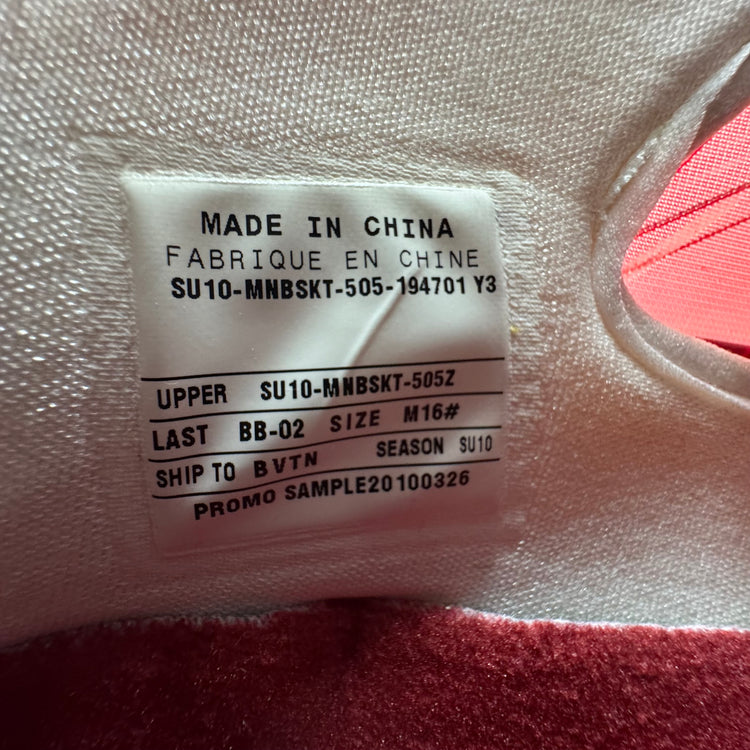 MADE IN CHINA
FABRIQUE EN CHINE
SU10-MNBSKT-505-194701 Y3
UPPER SU10-MNBSKT-505Z
LAST BB-02 SIZE M16#
SHIP TO BVTN SEASON SU10
PROMO SAMPLE20100326